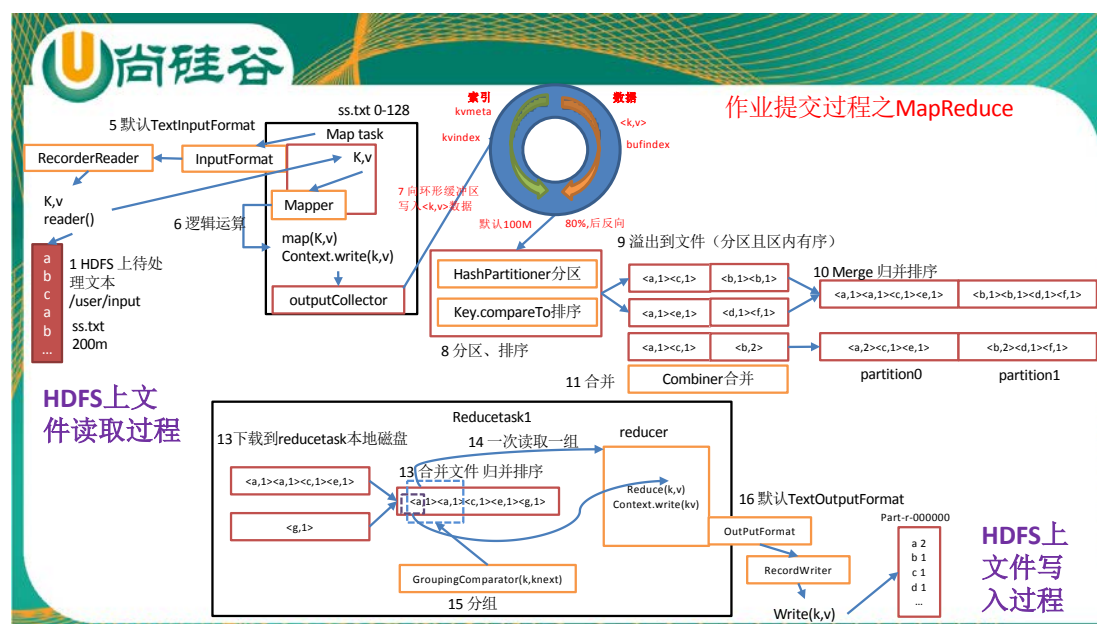 尚硅谷
作业提交过程之MapReduce
ss.txt 0-128
索引
kvmeta
kvindex
数据
<k,v>
bufindex
5 默认TextInputFormat
Map task
RecorderReader
InputFormat
K,v
K,v
reader()
Mapper
7 向环形缓冲区
写入<k,v>数据
6 逻辑运算
默认100M
80%,后反向
map(K,v)
Context.write(k,v)
outputCollector
a
b
c
a
b
...
1 HDFS 上待处
理文本
/user/input
ss.txt
200m
HashPartitioner分区
Key.compareTo排序
8 分区、排序
9 溢出到文件（分区且区内有序）
<a,1><c,1>
<b,1><b,1>
<a,1><e,1>
<d,1><f,1>
<a,1><c,1>
<b,2>
10 Merge 归并排序
<a,1><a,1><c,1><e,1>
<b,1><b,1><d,1><f,1>
<a,2><c,1><e,1>
<b,2><d,1><f,1>
partition0
partition1
11 合并
Combiner合并
HDFS上文
件读取过程
Reducetask1
13下载到reducetask本地磁盘
<a,1><a,1><c,1><e,1>
<g,1>
13 合并文件 归并排序
<a,1><a,1><c,1><e,1><g,1>
14 一次读取一组
reducer
Reduce(k,v)
Context.write(kv)
GroupingComparator(k,knext)
15 分组
16 默认TextOutputFormat
OutPutFormat
RecordWriter
Write(k,v)
Part-r-000000
a 2
b 1
c 1
d 1
...
HDFS上
文件写
入过程